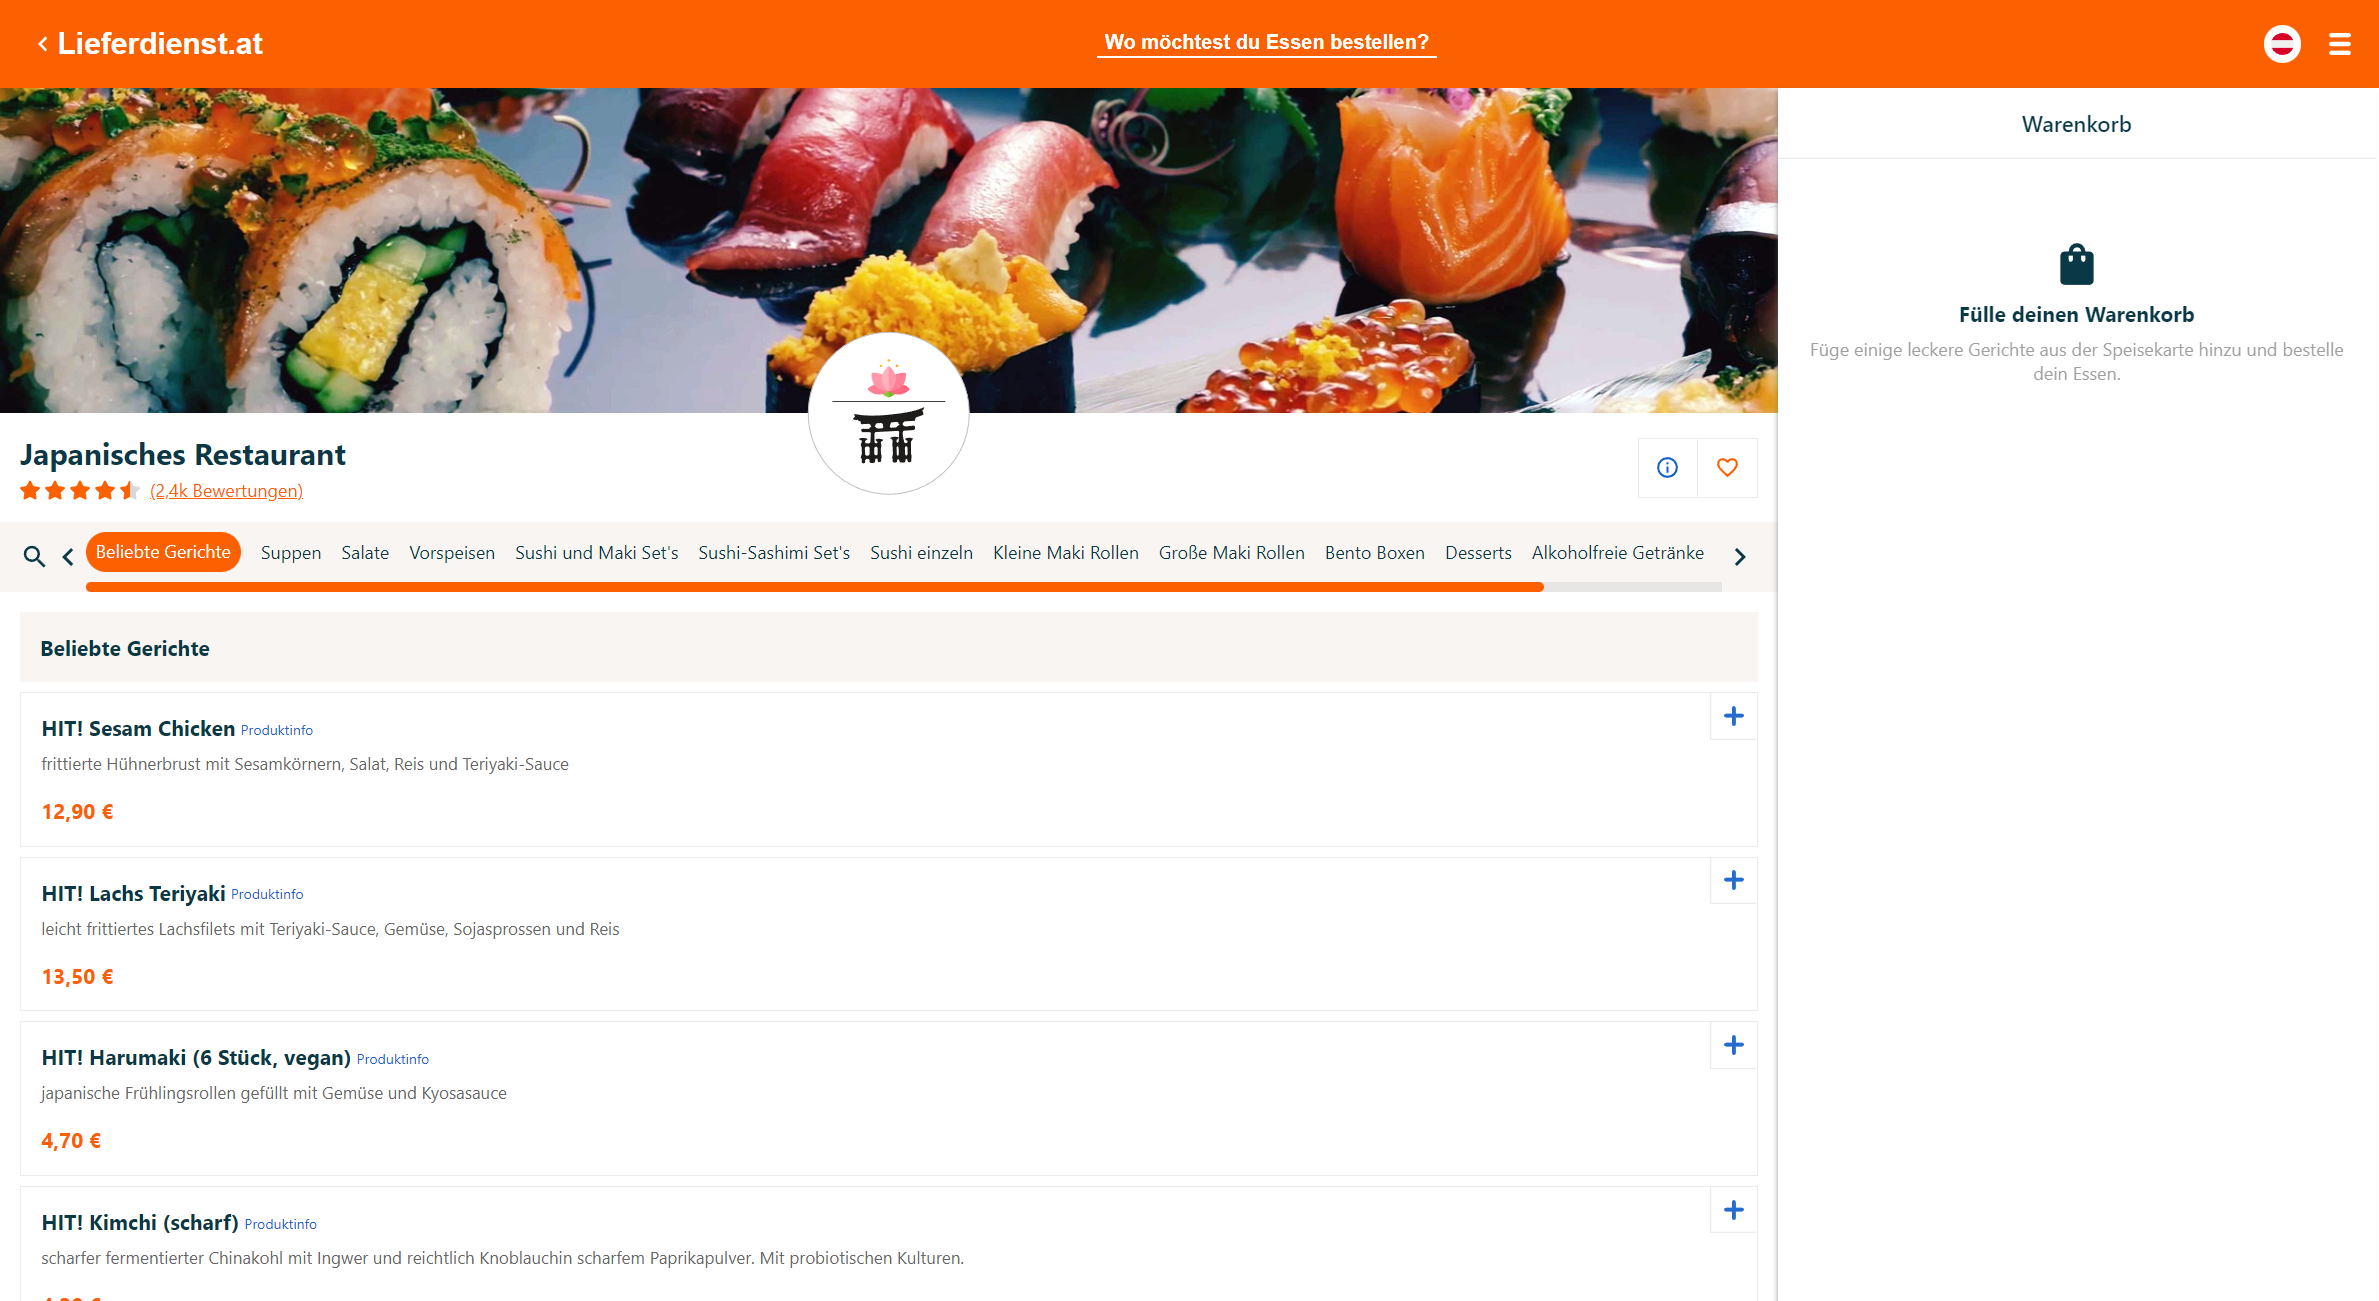 Lieferdienst.at
Wo möchtest du Essen bestellen?
Warenkorb
Fülle deinen Warenkorb
Füge einige leckere Gerichte aus der Speisekarte hinzu und bestelle
dein Essen.
Japanisches Restaurant
(2,4k Bewertungen)
Beliebte Gerichte Suppen Salate Vorspeisen Sushi und Maki Set's Sushi-Sashimi Set's Sushi einzeln Kleine Maki Rollen Große Maki Rollen Bento Boxen Desserts Alkoholfreie Getränke
Beliebte Gerichte
HIT! Sesam Chicken Produktinfo
frittierte Hühnerbrust mit Sesamkörnern, Salat, Reis und Teriyaki-Sauce
12,90 €
HIT! Lachs Teriyaki Produktinfo
leicht frittiertes Lachsfilets mit Teriyaki-Sauce, Gemüse, Sojasprossen und Reis
13,50 €
HIT! Harumaki (6 Stück, vegan) Produktinfo
japanische Frühlingsrollen gefüllt mit Gemüse und Kyosasauce
4,70 €
HIT! Kimchi (scharf) Produktinfo
scharfer fermentierter Chinakohl mit Ingwer und reichtlich Knoblauchin scharfem Paprikapulver. Mit probiotischen Kulturen.